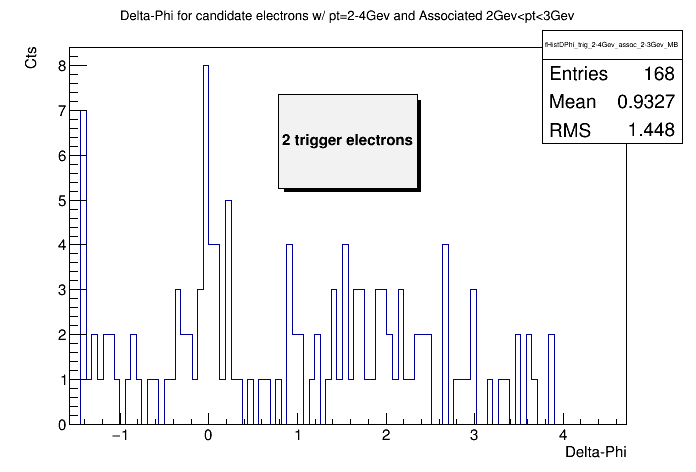 Delta-Phi for candidate electrons w/ pt=2-4Gev and Associated 2Gev<pt<3Gev
fHistDPhi_trig_2-4Gev_assoc_2-3Gev_MB
Entries 168
Mean 0.9327
RMS 1.448
Cts
8
7
6
5
4
3
2
1
0
2 trigger electrons
−1 0 1 2 3 4
Delta-Phi